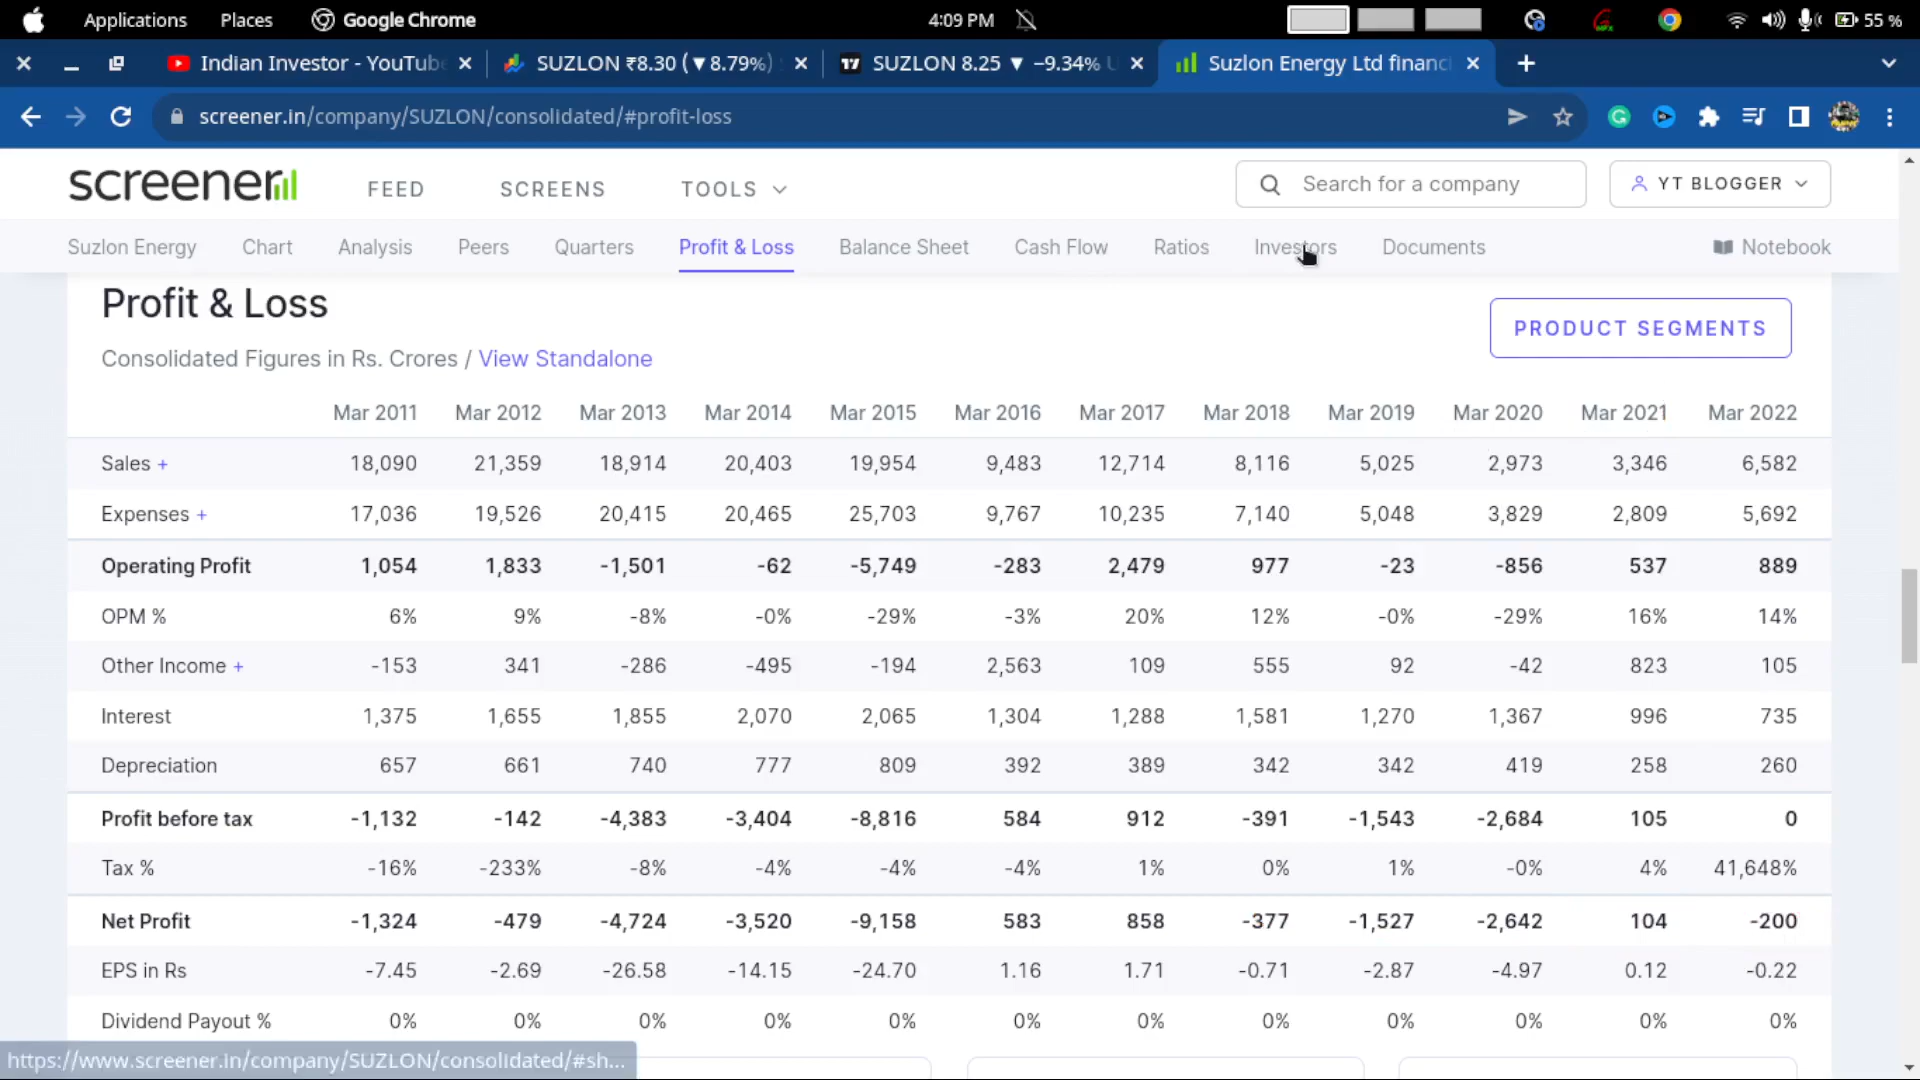 Applications Places Google Chrome 4:09 PM 55 %
Indian Investor - YouTub SUZLON ₹8.30 (▼8.79%) SUZLON 8.25 ▼ −9.34% U Suzlon Energy Ltd financ
screener.in/company/SUZLON/consolidated/#profit-loss
screener FEED SCREENS TOOLS Search for a company YT BLOGGER
Suzlon Energy Chart Analysis Peers Quarters Profit & Loss Balance Sheet Cash Flow Ratios Investors Documents Notebook
Profit & Loss
PRODUCT SEGMENTS
Consolidated Figures in Rs. Crores / View Standalone
Mar 2011 Mar 2012 Mar 2013 Mar 2014 Mar 2015 Mar 2016 Mar 2017 Mar 2018 Mar 2019 Mar 2020 Mar 2021 Mar 2022
Sales + 18,090 21,359 18,914 20,403 19,954 9,483 12,714 8,116 5,025 2,973 3,346 6,582
Expenses + 17,036 19,526 20,415 20,465 25,703 9,767 10,235 7,140 5,048 3,829 2,809 5,692
Operating Profit 1,054 1,833 -1,501 -62 -5,749 -283 2,479 977 -23 -856 537 889
OPM % 6% 9% -8% -0% -29% -3% 20% 12% -0% -29% 16% 14%
Other Income + -153 341 -286 -495 -194 2,563 109 555 92 -42 823 105
Interest 1,375 1,655 1,855 2,070 2,065 1,304 1,288 1,581 1,270 1,367 996 735
Depreciation 657 661 740 777 809 392 389 342 342 419 258 260
Profit before tax -1,132 -142 -4,383 -3,404 -8,816 584 912 -391 -1,543 -2,684 105 0
Tax % -16% -233% -8% -4% -4% -4% 1% 0% 1% -0% 4% 41,648%
Net Profit -1,324 -479 -4,724 -3,520 -9,158 583 858 -377 -1,527 -2,642 104 -200
EPS in Rs -7.45 -2.69 -26.58 -14.15 -24.70 1.16 1.71 -0.71 -2.87 -4.97 0.12 -0.22
Dividend Payout % 0% 0% 0% 0% 0% 0% 0% 0% 0% 0% 0% 0%
https://www.screener.in/company/SUZLON/consolidated/#sh...